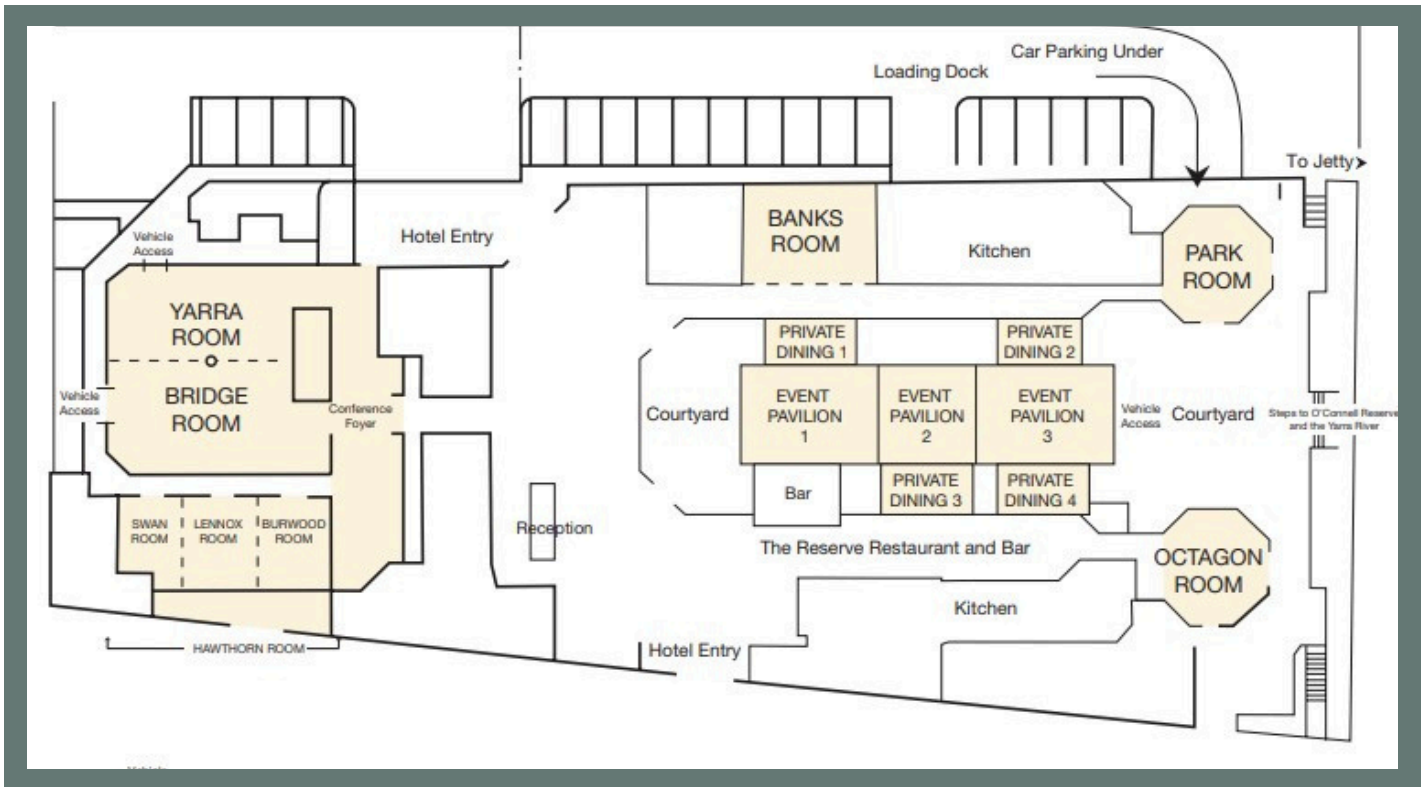 Car Parking Under
Loading Dock
To Jetty
Vehicle
Access
Hotel Entry
BANKS
ROOM
Kitchen
PARK
ROOM
YARRA
ROOM
PRIVATE
DINING 1
PRIVATE
DINING 2
Vehicle
Access
BRIDGE
ROOM
Conference
Foyer
Courtyard
EVENT
PAVILION
1
EVENT
PAVILION
2
EVENT
PAVILION
3
Vehicle
Access
Courtyard
Steps to O'Connell Reserve
and the Yarra River
Bar
PRIVATE
DINING 3
PRIVATE
DINING 4
SWAN
ROOM
LENNOX
ROOM
BURWOOD
ROOM
Reception
The Reserve Restaurant and Bar
OCTAGON
ROOM
Kitchen
HAWTHORN ROOM
Hotel Entry